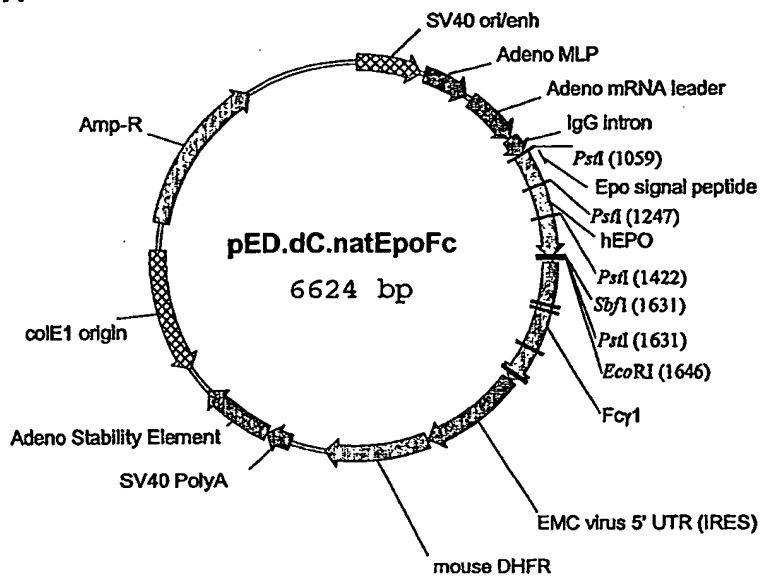 SV40 ori/enh
Adeno MLP
Adeno mRNA leader
IgG intron
PstI (1059)
Epo signal peptide
PstI (1247)
hEPO
PstI (1422)
SbfI (1631)
PstI (1631)
EcoRI (1646)
Fcγ1
EMC virus 5' UTR (IRES)
mouse DHFR
SV40 PolyA
Adeno Stability Element
colE1 origin
Amp-R
pED.dC.natEpoFc
6624 bp